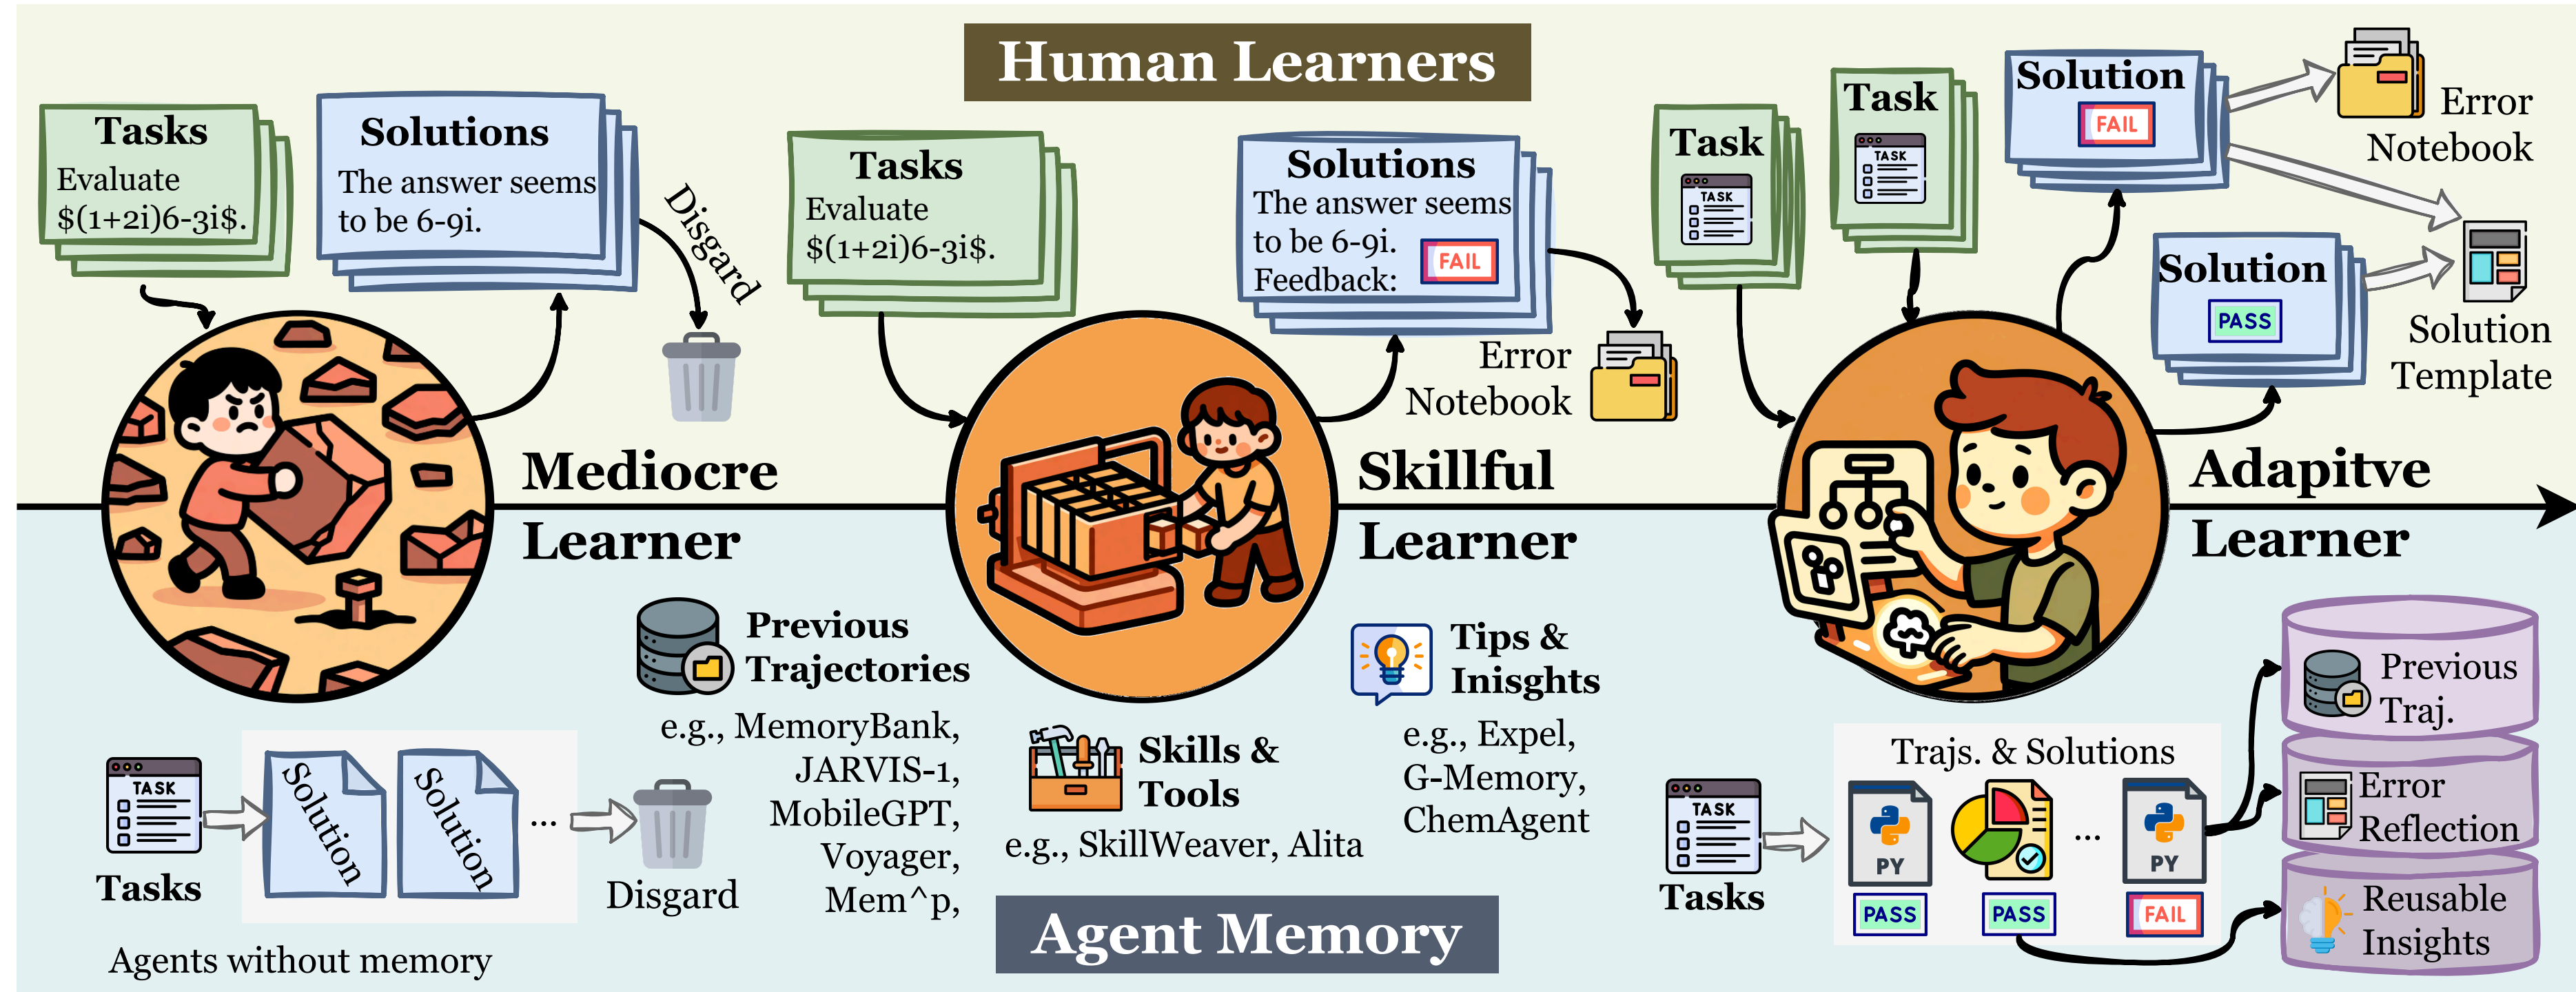 Human Learners
Tasks
Evaluate
$(1+2i)6-3i$.
Solutions
The answer seems
to be 6-9i.
Disgard
Tasks
Evaluate
$(1+2i)6-3i$.
Solutions
The answer seems
to be 6-9i.
Feedback:
FAIL
Error
Notebook
Task
TASK
Task
TASK
Solution
FAIL
Error
Notebook
Solution
PASS
Solution
Template
Mediocre
Learner
Skillful
Learner
Adapitve
Learner
TASK
Tasks
Solution
Solution
...
Disgard
Agents without memory
Previous
Trajectories
e.g., MemoryBank,
JARVIS-1,
MobileGPT,
Voyager,
Mem^p,
Skills &
Tools
e.g., SkillWeaver, Alita
Tips &
Inisghts
e.g., Expel,
G-Memory,
ChemAgent
Agent Memory
TASK
Tasks
Trajs. & Solutions
PY
...
PY
PASS
PASS
FAIL
Previous
Traj.
Error
Reflection
Reusable
Insights